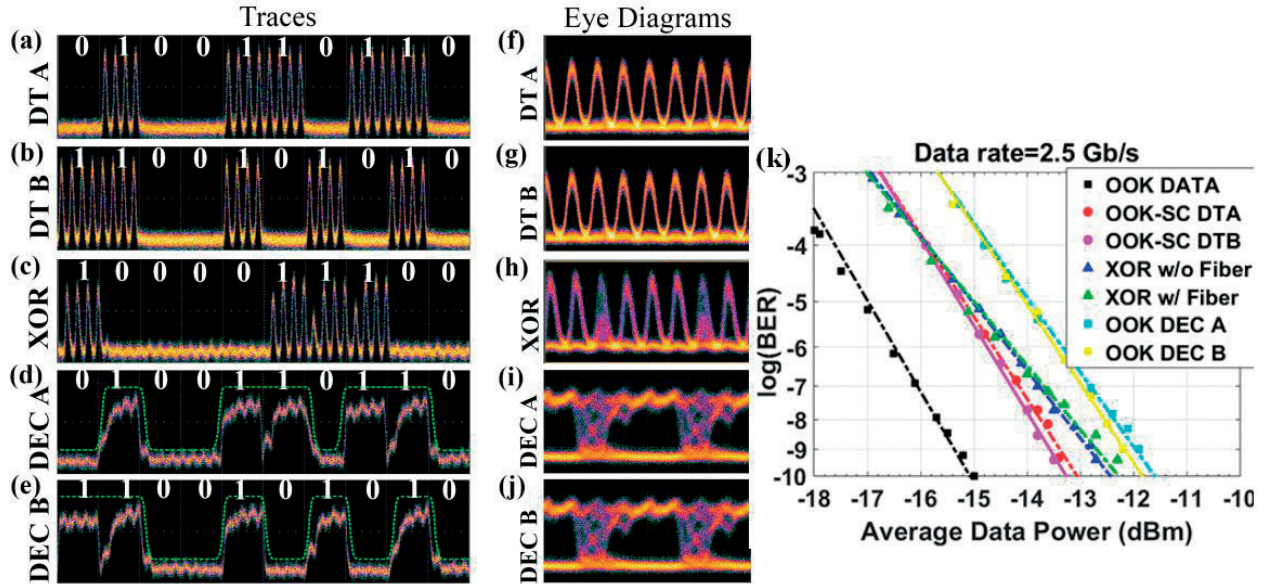 Traces
Eye Diagrams
(a) DT A 0 1 0 0 1 1 0 1 1 0
(f) DT A
(b) DT B 1 1 0 0 1 0 1 0 1 0
(g) DT B
(c) XOR 1 0 0 0 0 1 1 1 0 0
(h) XOR
(d) DEC A 0 1 0 0 1 1 0 1 1 0
(i) DEC A
(e) DEC B 1 1 0 0 1 0 1 0 1 0
(j) DEC B
(k)
Data rate=2.5 Gb/s
OOK DATA
OOK-SC DTA
OOK-SC DTB
XOR w/o Fiber
XOR w/ Fiber
OOK DEC A
OOK DEC B
log(BER)
-3
-4
-5
-6
-7
-8
-9
-10
-18 -17 -16 -15 -14 -13 -12 -11 -10
Average Data Power (dBm)